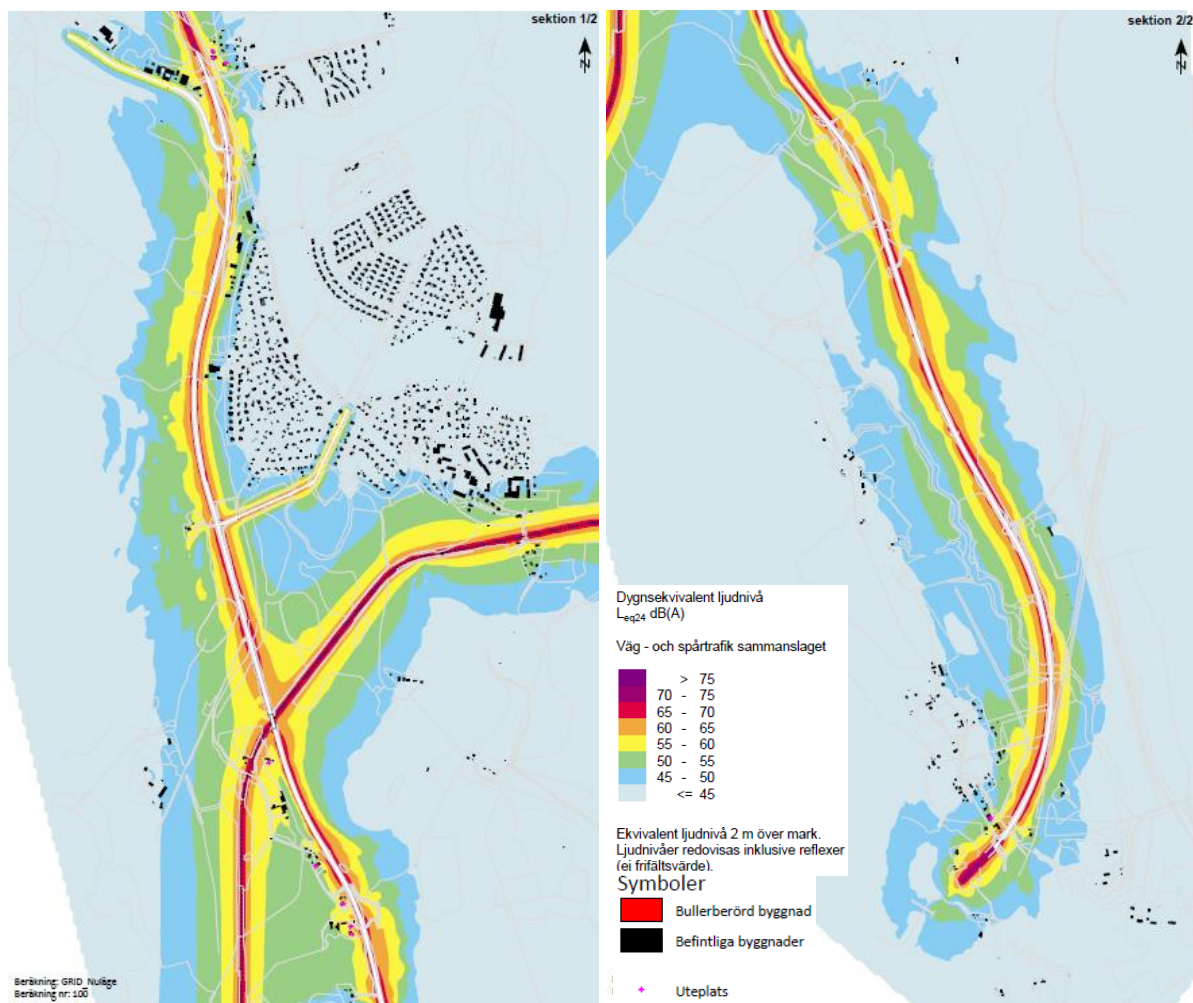 sektion 1/2
N
Beräkning: GRID_Nuläge
Beräkning nr: 100
sektion 2/2
N
Dygnsekvivalent ljudnivå
Leq24 dB(A)
Väg - och spårtrafik sammanslaget
> 75
70 - 75
65 - 70
60 - 65
55 - 60
50 - 55
45 - 50
<= 45
Ekvivalent ljudnivå 2 m över mark.
Ljudnivåer redovisas inklusive reflexer
(ej frifältsvärde).
Symboler
Bullerberörd byggnad
Befintliga byggnader
Uteplats